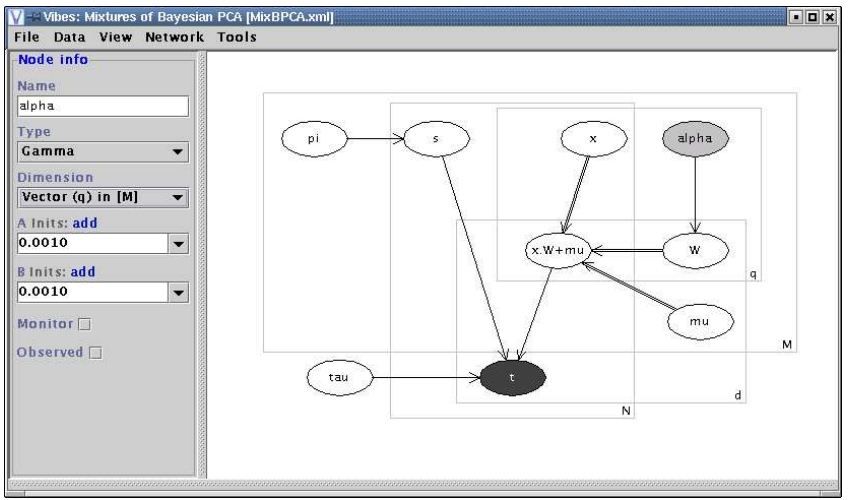 Vibes: Mixtures of Bayesian PCA [MixBPCA.xml]
File Data View Network Tools
Node info
Name
alpha
Type
Gamma
Dimension
Vector (q) in [M]
A Inits: add
0.0010
B Inits: add
0.0010
Monitor
Observed
pi
s
x
alpha
x.W+mu
W
q
mu
M
tau
t
d
N